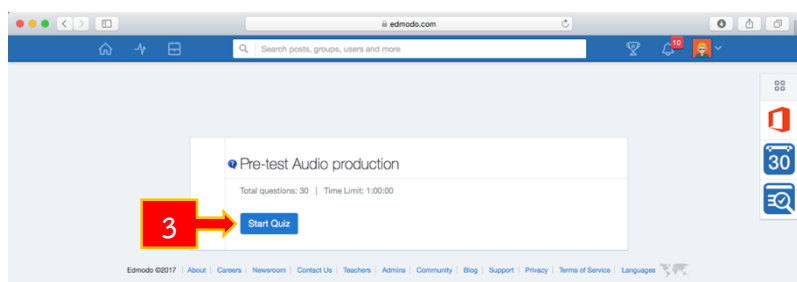 edmodo.com
Search posts, groups, users and more
10
Pre-test Audio production
Total questions: 30 | Time Limit: 1:00:00
30
3
Start Quiz
Edmodo ©2017 | About | Careers | Newsroom | Contact Us | Teachers | Admins | Community | Blog | Support | Privacy | Terms of Service | Languages